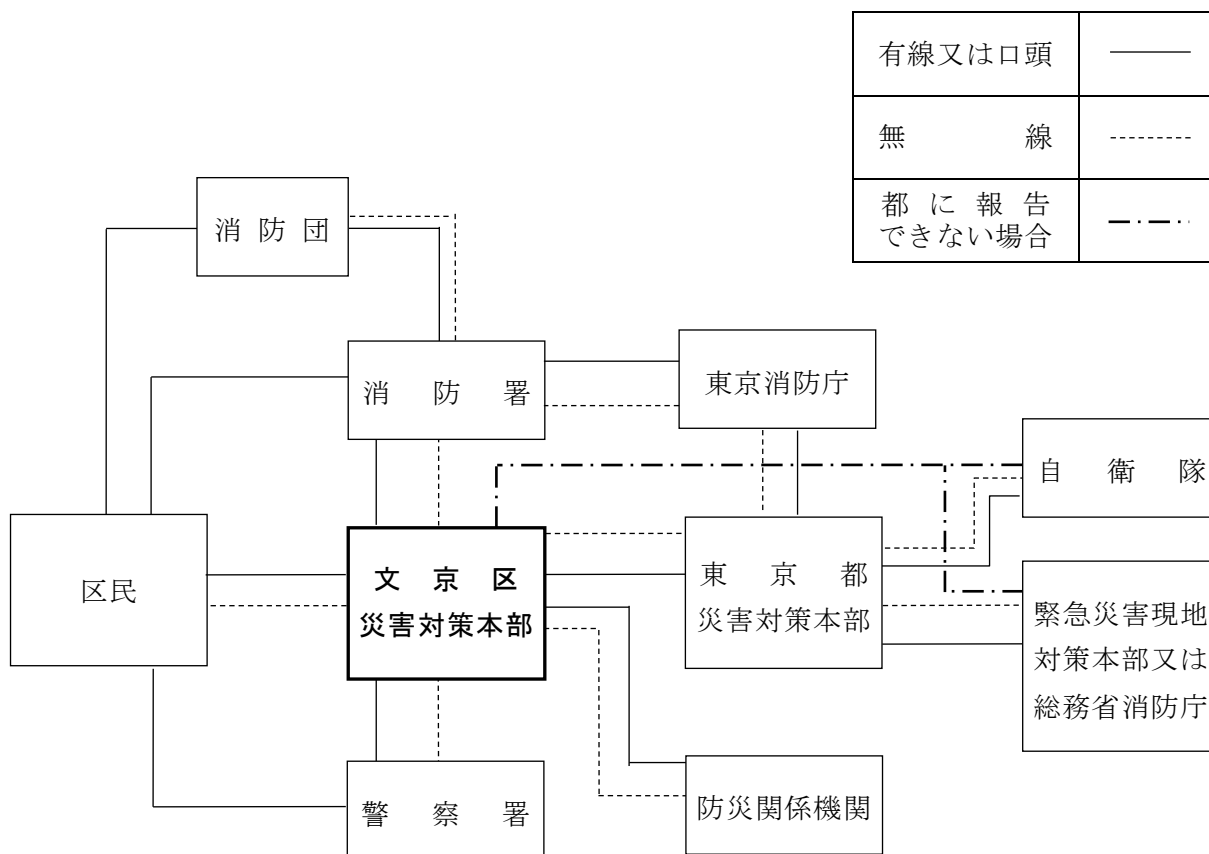 有線又は口頭
無線
都に報告
できない場合
消防団
消防署
東京消防庁
自衛隊
区民
文京区
災害対策本部
東京都
災害対策本部
緊急災害現地
対策本部又は
総務省消防庁
警察署
防災関係機関